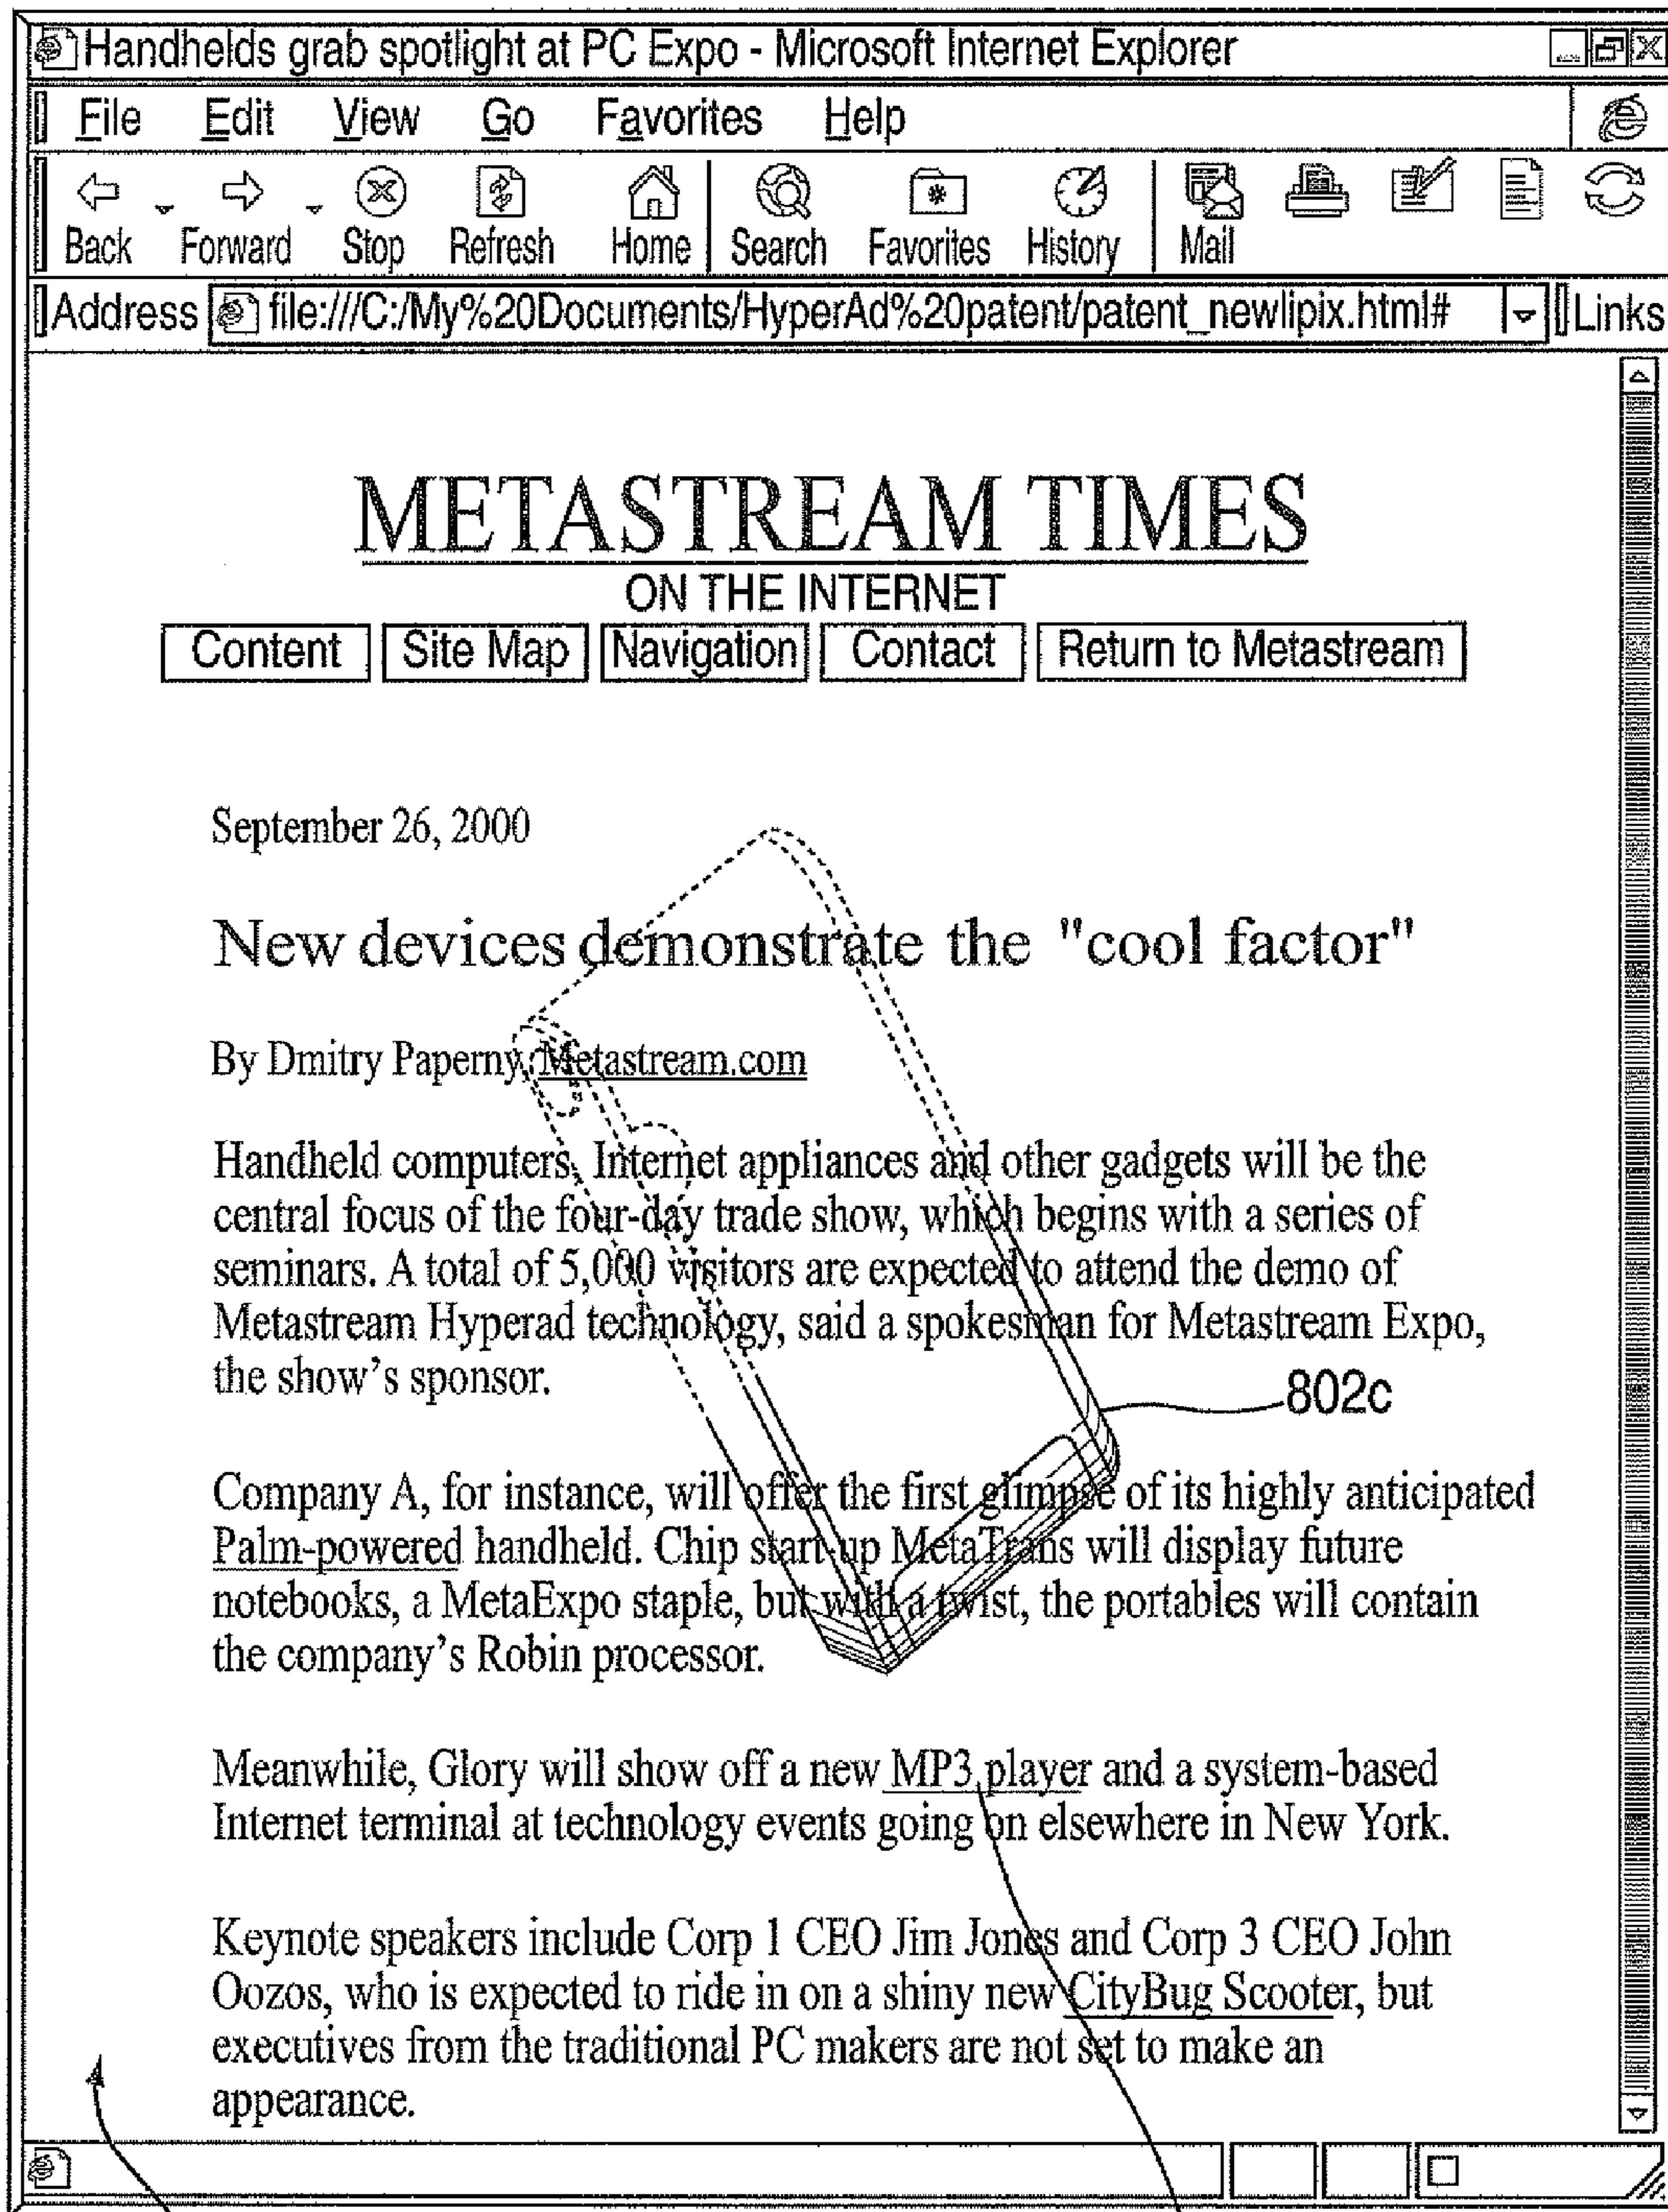 Handhelds grab spotlight at PC Expo - Microsoft Internet Explorer
File Edit View Go Favorites Help
Back Forward Stop Refresh Home Search Favorites History Mail
Address file:///C:/My%20Documents/HyperAd%20patent/patent_newlipix.html# Links
METASTREAM TIMES
ON THE INTERNET
Content Site Map Navigation Contact Return to Metastream
September 26, 2000
New devices demonstrate the "cool factor"
By Dmitry Paperny, Metastream.com
Handheld computers, Internet appliances and other gadgets will be the
central focus of the four-day trade show, which begins with a series of
seminars. A total of 5,000 visitors are expected to attend the demo of
Metastream Hyperad technology, said a spokesman for Metastream Expo,
the show's sponsor.
802c
Company A, for instance, will offer the first glimpse of its highly anticipated
Palm-powered handheld. Chip start-up MetaTrans will display future
notebooks, a MetaExpo staple, but with a twist, the portables will contain
the company's Robin processor.
Meanwhile, Glory will show off a new MP3 player and a system-based
Internet terminal at technology events going on elsewhere in New York.
Keynote speakers include Corp 1 CEO Jim Jones and Corp 3 CEO John
Oozos, who is expected to ride in on a shiny new CityBug Scooter, but
executives from the traditional PC makers are not set to make an
appearance.